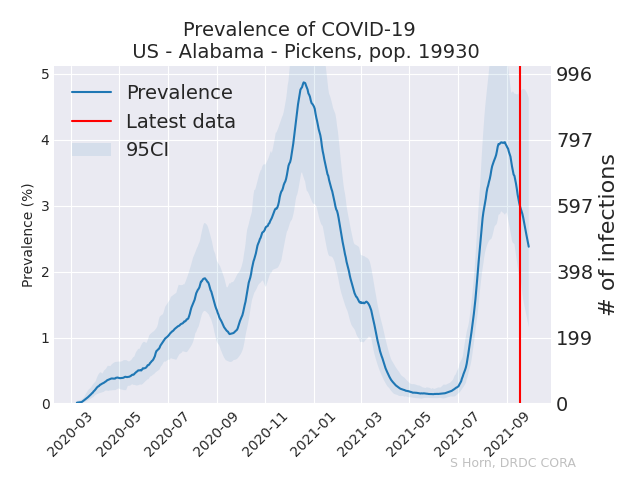 Prevalence of COVID-19
US - Alabama - Pickens, pop. 19930
Prevalence (%)
5
4
3
2
1
0
Prevalence
Latest data
95CI
996
797
597
398
199
0
# of infections
2020-03
2020-05
2020-07
2020-09
2020-11
2021-01
2021-03
2021-05
2021-07
2021-09
S Horn, DRDC CORA